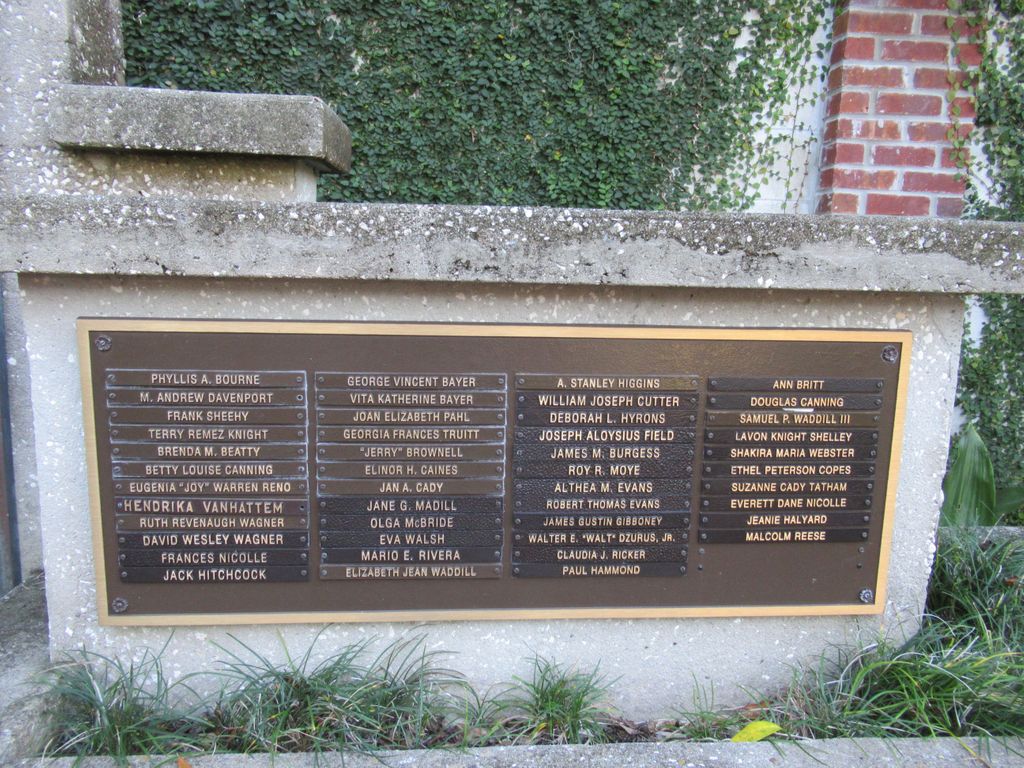 PHYLLIS A. BOURNE
M. ANDREW DAVENPORT
FRANK SHEEHY
TERRY REMEZ KNIGHT
BRENDA M. BEATTY
BETTY LOUISE CANNING
EUGENIA "JOY" WARREN RENO
HENDRIKA VANHATTEM
RUTH REVENAUGH WAGNER
DAVID WESLEY WAGNER
FRANCES NICOLLE
JACK HITCHCOCK
GEORGE VINCENT BAYER
VITA KATHERINE BAYER
JOAN ELIZABETH PAHL
GEORGIA FRANCES TRUITT
"JERRY" BROWNELL
ELINOR H. CAINES
JAN A. CADY
JANE G. MADILL
OLGA McBRIDE
EVA WALSH
MARIO E. RIVERA
ELIZABETH JEAN WADDILL
A. STANLEY HIGGINS
WILLIAM JOSEPH CUTTER
DEBORAH L. HYRONS
JOSEPH ALOYSIUS FIELD
JAMES M. BURGESS
ROY R. MOYE
ALTHEA M. EVANS
ROBERT THOMAS EVANS
JAMES GUSTIN GIBBONEY
WALTER E. "WALT" DZURUS, JR.
CLAUDIA J. RICKER
PAUL HAMMOND
ANN BRITT
DOUGLAS CANNING
SAMUEL P. WADDILL III
LAVON KNIGHT SHELLEY
SHAKIRA MARIA WEBSTER
ETHEL PETERSON COPES
SUZANNE CADY TATHAM
EVERETT DANE NICOLLE
JEANIE HALYARD
MALCOLM REESE